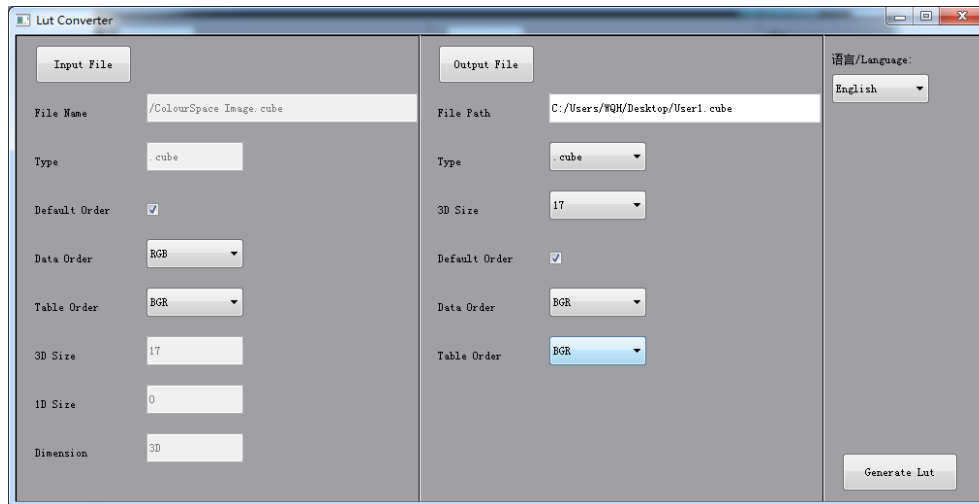 Lut Converter
Input File
File Name
/ColourSpace Image.cube
Type
.cube
Default Order
Data Order
RGB
Table Order
BGR
3D Size
17
1D Size
0
Dimension
3D
Output File
File Path
C:/Users/WQH/Desktop/User1.cube
Type
.cube
3D Size
17
Default Order
Data Order
BGR
Table Order
BGR
语言/Language:
English
Generate Lut